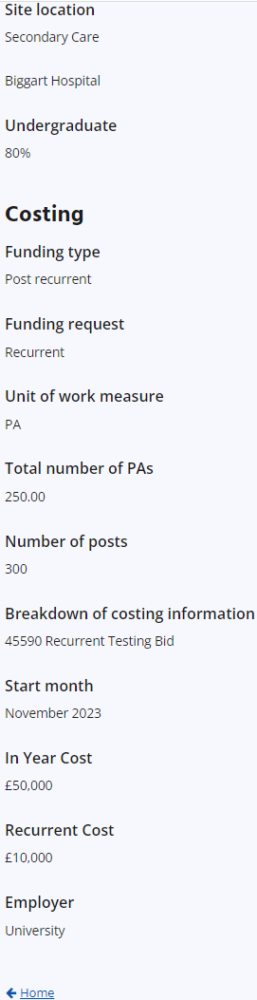 Site location
Secondary Care
Biggart Hospital
Undergraduate
80%
Costing
Funding type
Post recurrent
Funding request
Recurrent
Unit of work measure
PA
Total number of PAs
250.00
Number of posts
300
Breakdown of costing information
45590 Recurrent Testing Bid
Start month
November 2023
In Year Cost
£50,000
Recurrent Cost
£10,000
Employer
University
Home